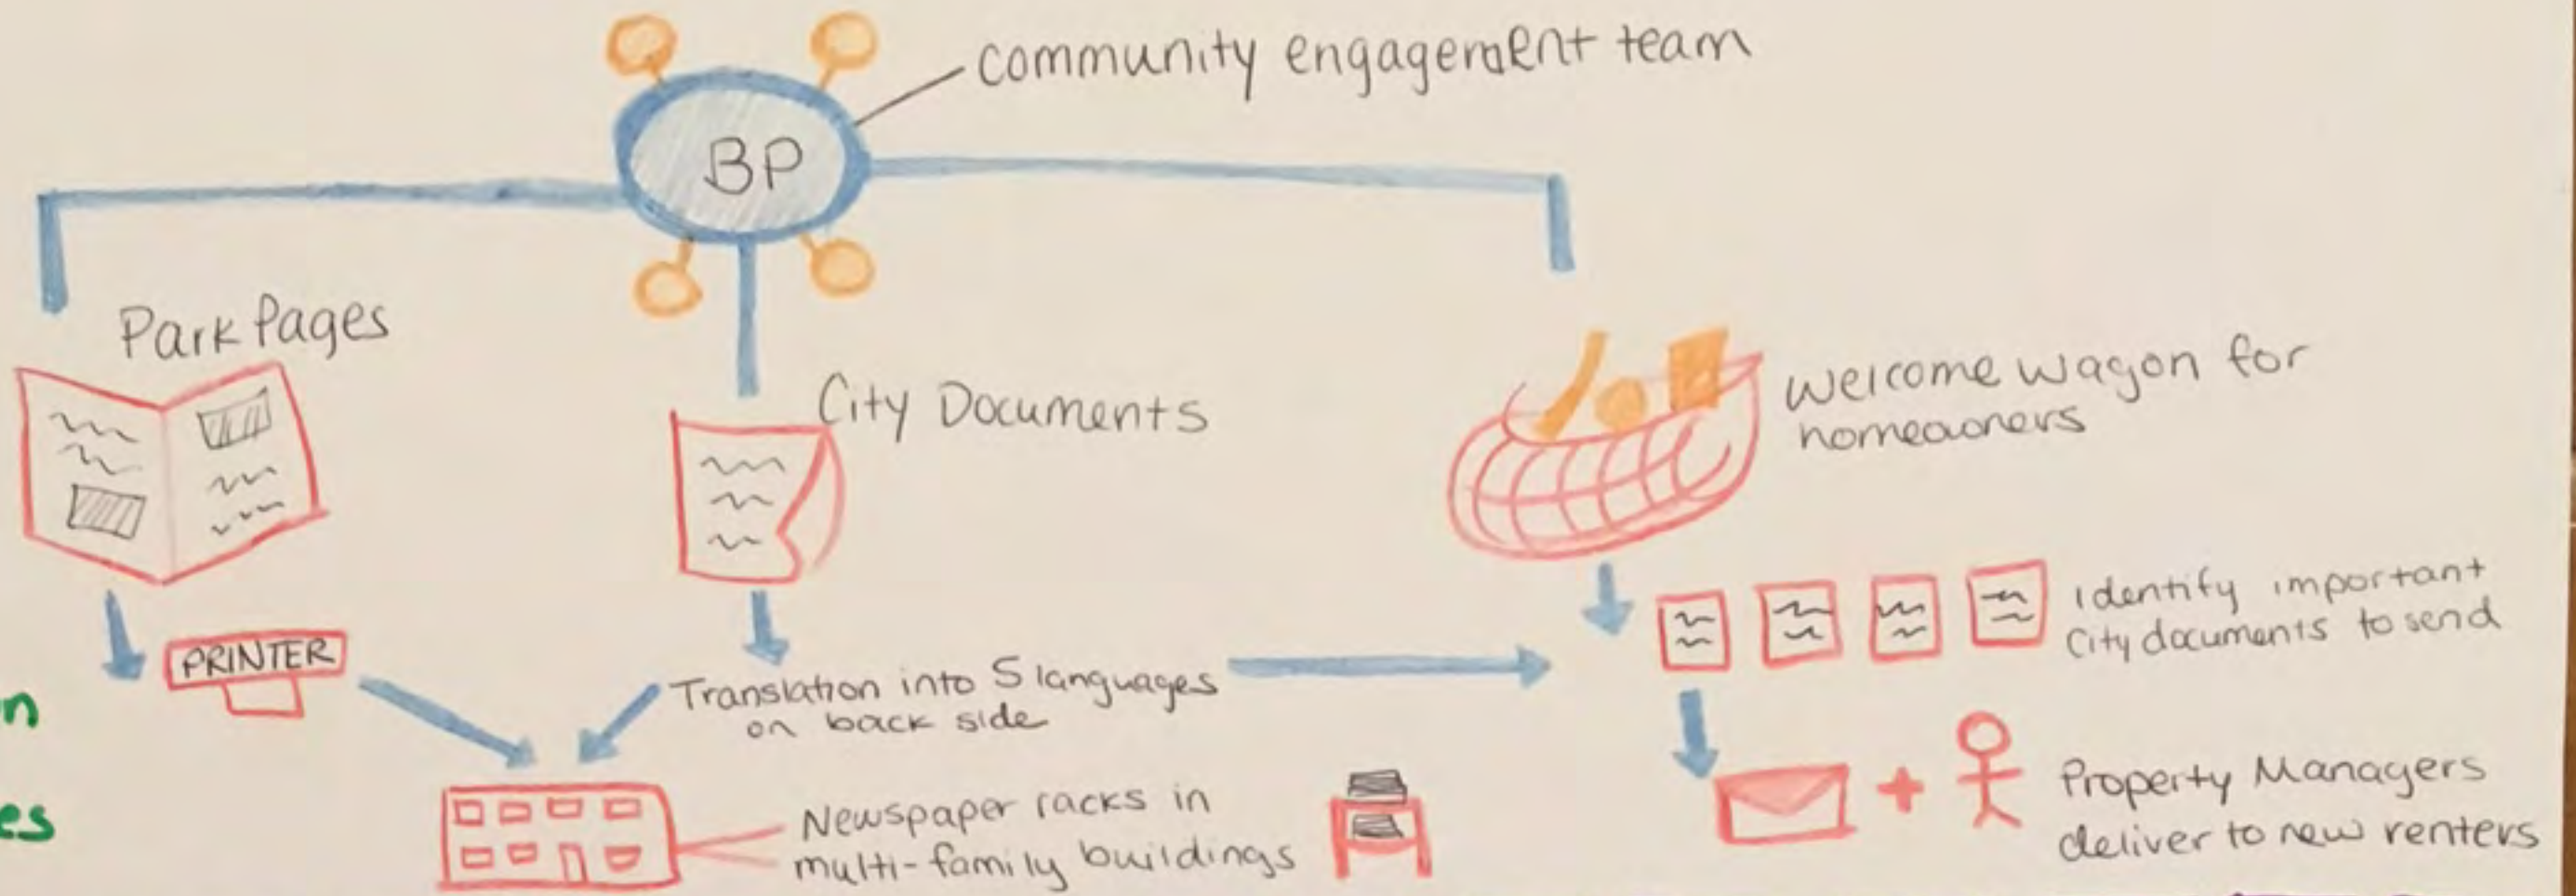 community engagement team
BP
Park Pages
City Documents
Welcome wagon for
homeowners
PRINTER
Translation into 5 languages
on back side
Identify important
City documents to send
n
es
Newspaper racks in
multi-family buildings
Property Managers
deliver to new renters